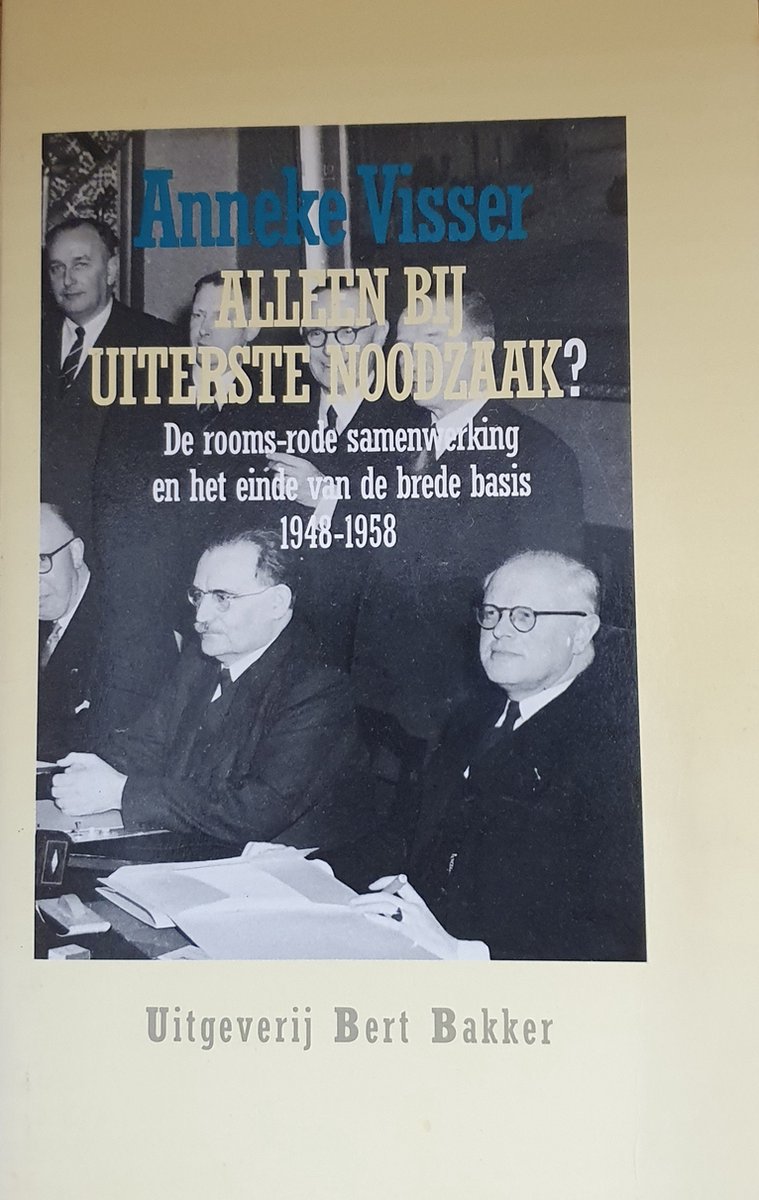 Anneke Visser
ALLEEN BIJ
UITERSTE NOODZAAK?
De rooms-rode samenwerking
en het einde van de brede basis
1948-1958
Uitgeverij Bert Bakker